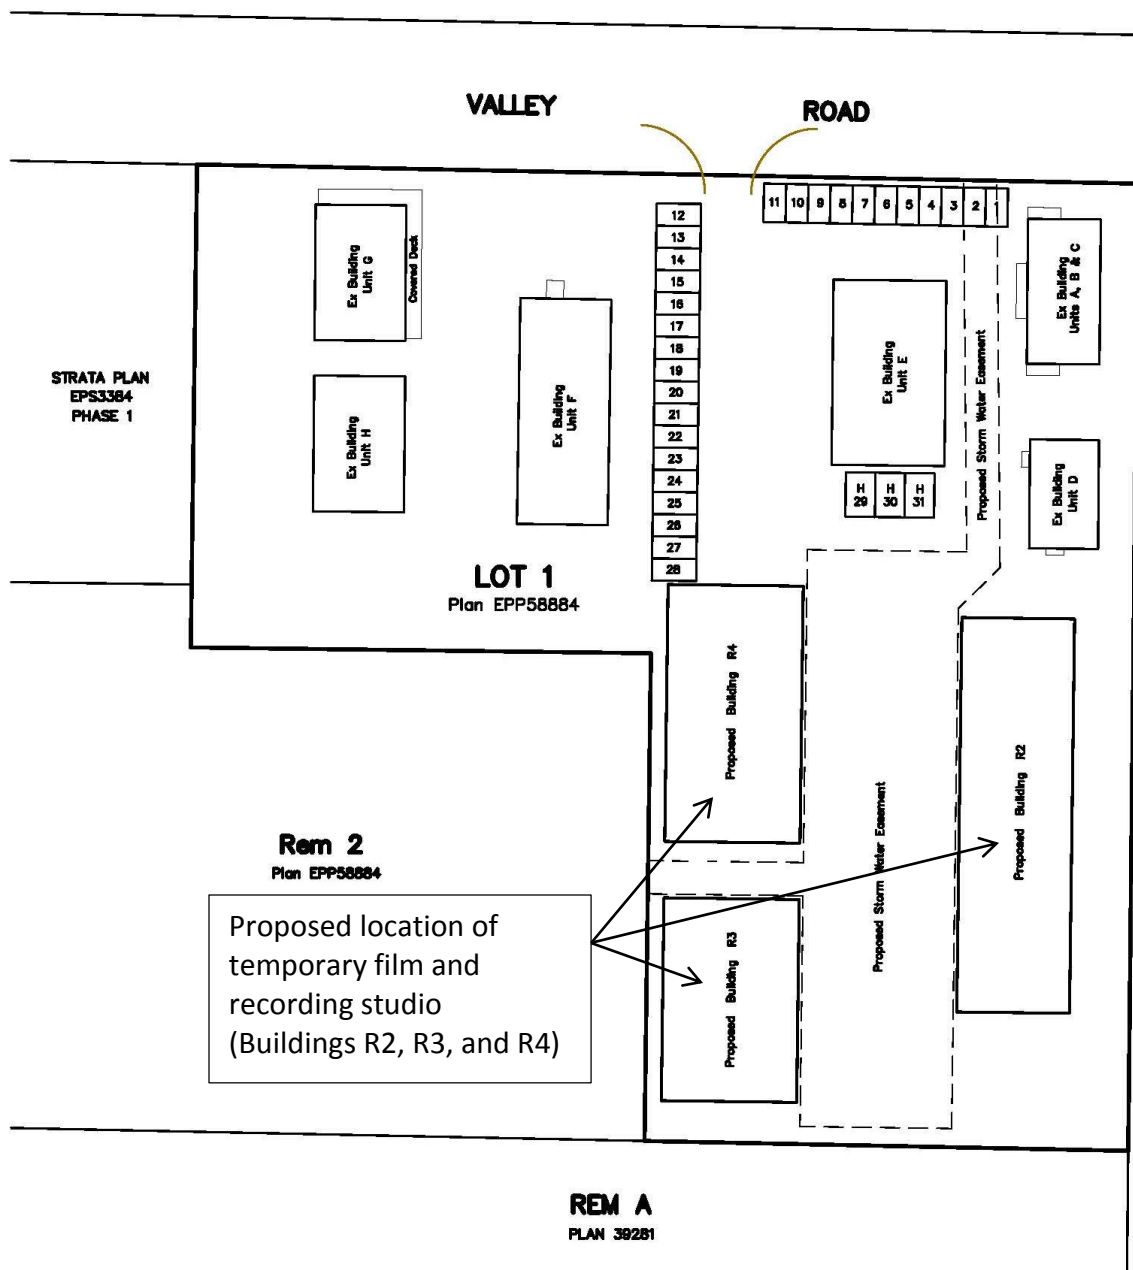 VALLEY ROAD
11 10 9 8 7 6 5 4 3 2 1
12
13
14
15
16
17
18
19
20
21
22
23
24
25
26
27
28
Ex Building
Unit G
Covered Deck
Ex Building
Unit H
Ex Building
Unit F
Ex Building
Unit E
Ex Building
Units A, B & C
Ex Building
Unit D
H
29
H
30
H
31
Proposed Storm Water Easement
STRATA PLAN
EPS3384
PHASE 1
LOT 1
Plan EPP58884
Proposed Building R4
Proposed Building R2
Proposed Storm Water Easement
Proposed Building R3
Rem 2
Plan EPP58884
Proposed location of
temporary film and
recording studio
(Buildings R2, R3, and R4)
REM A
PLAN 39281